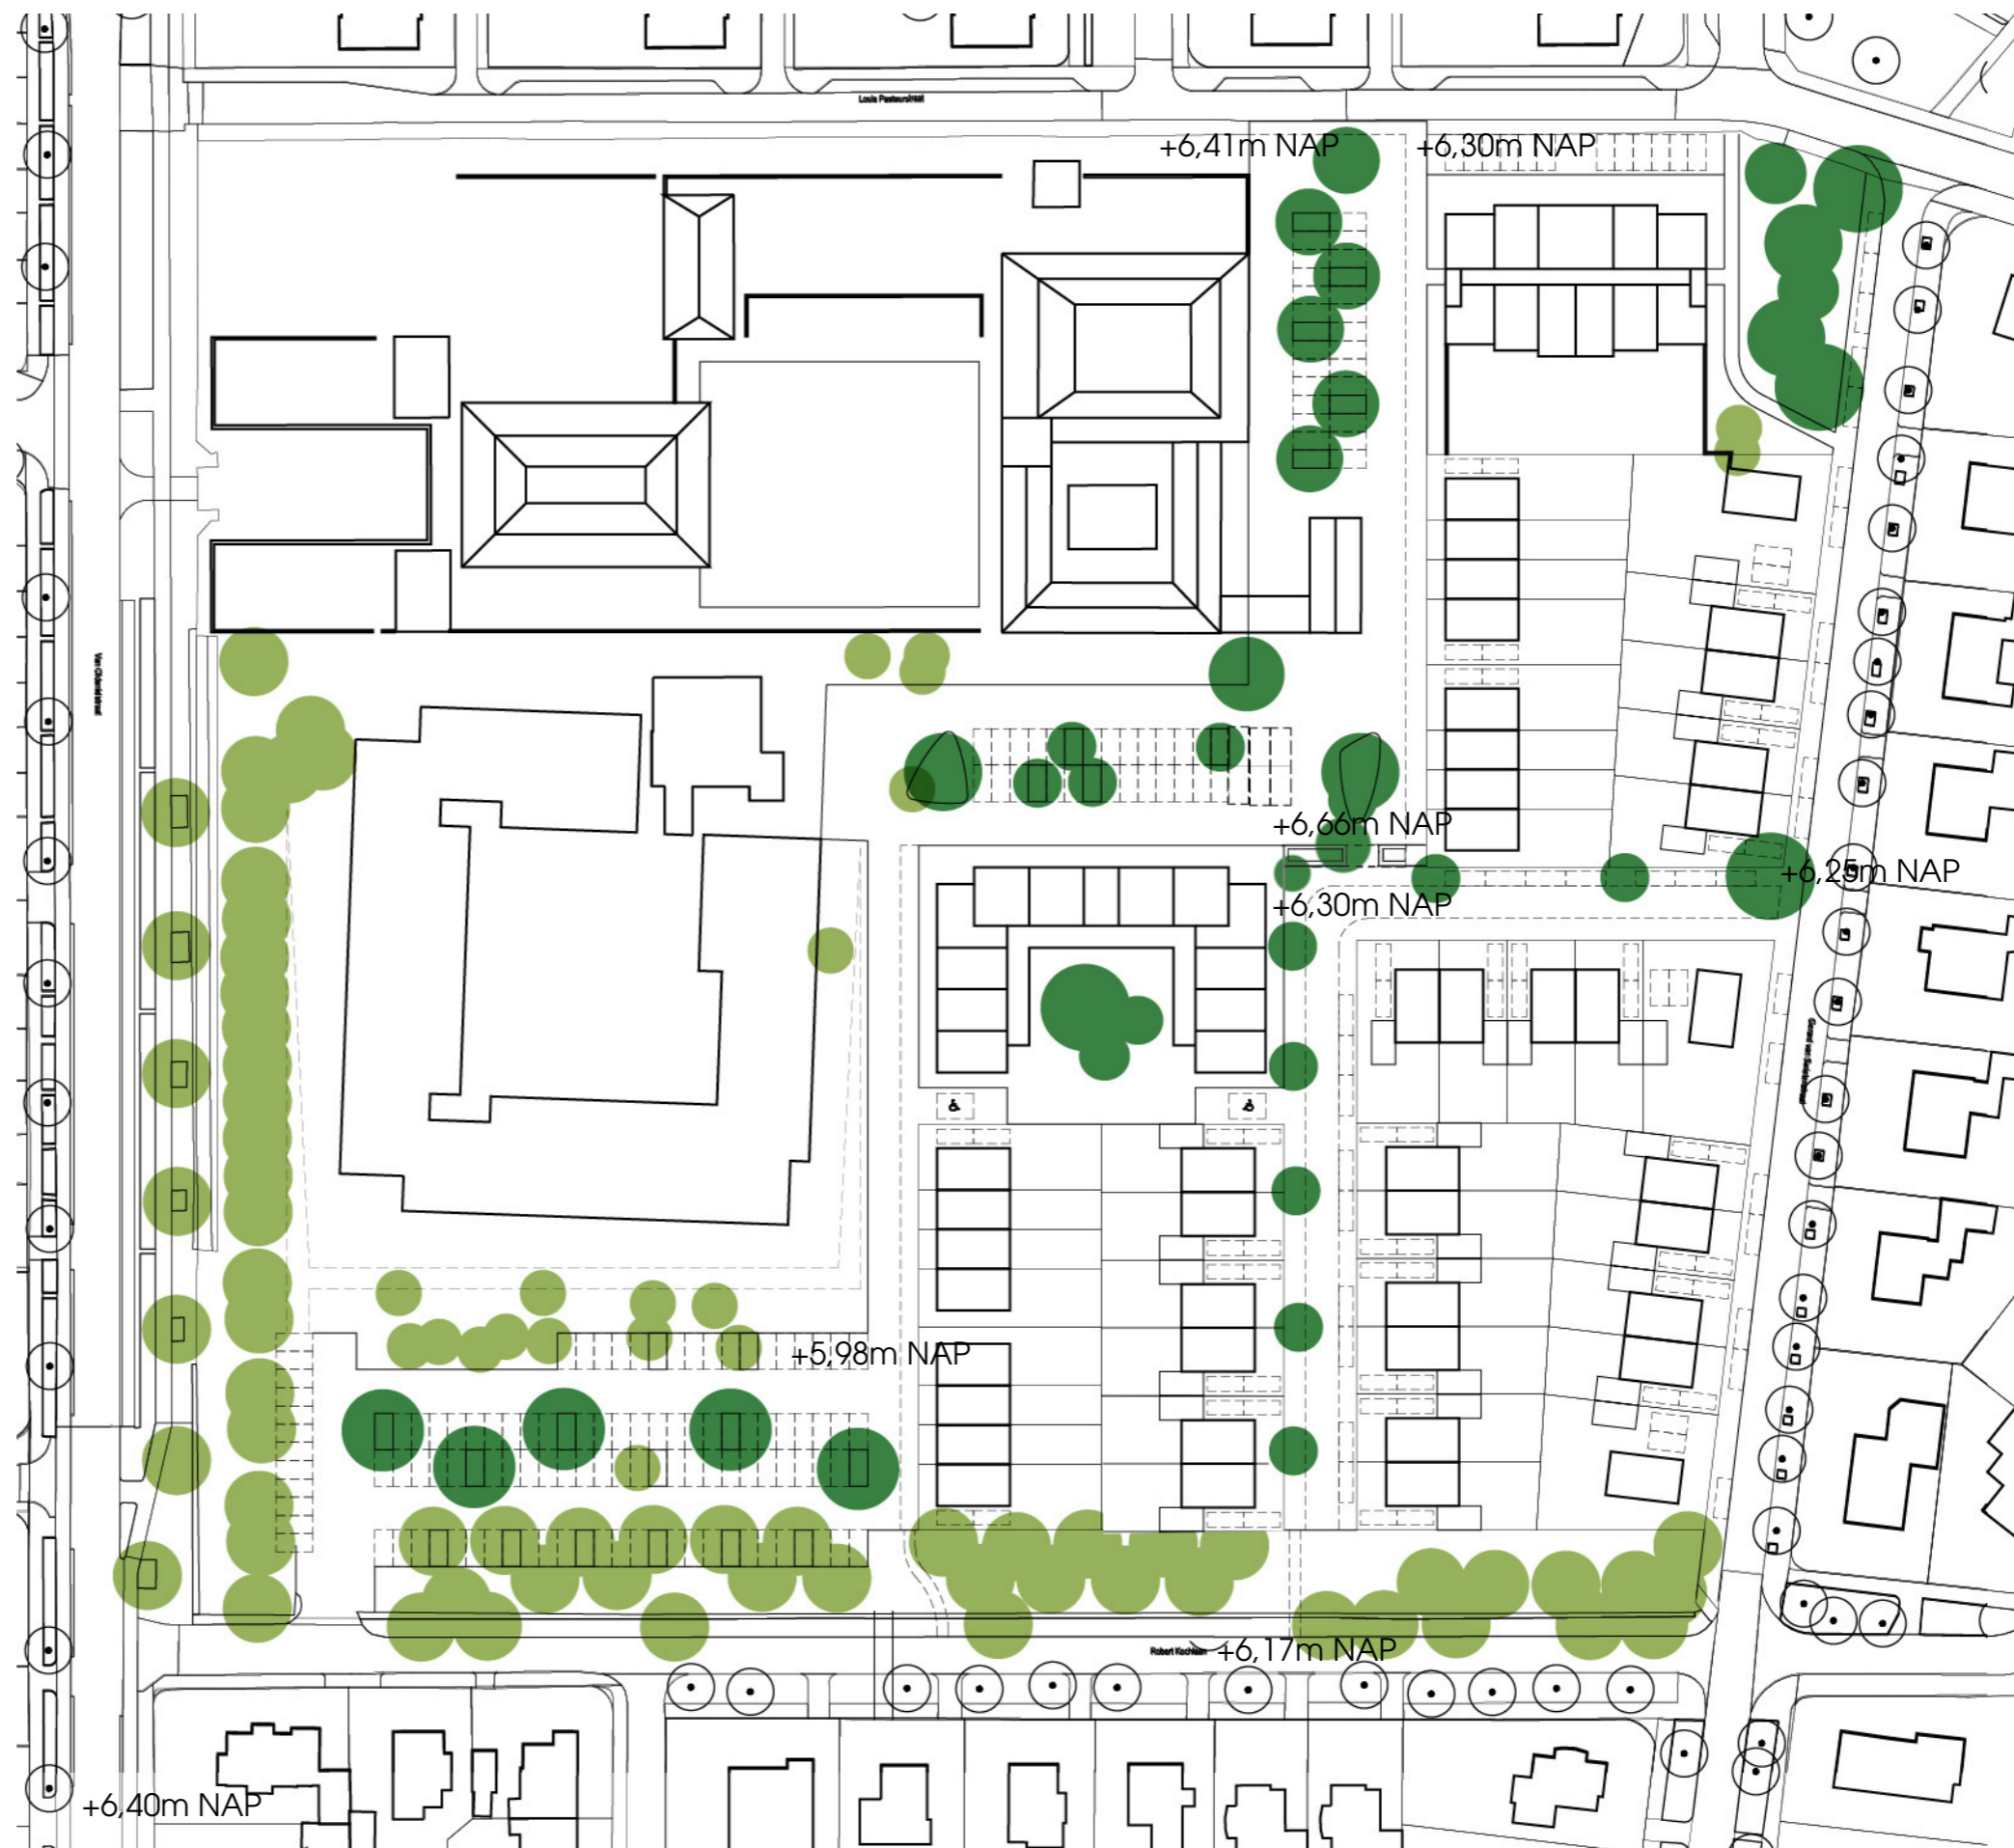 Louis Pasteurstraat
+6,41m NAP
+6,30m NAP
+6,66m NAP
+6,25m NAP
+6,30m NAP
+5,98m NAP
+6,17m NAP
+6,40m NAP